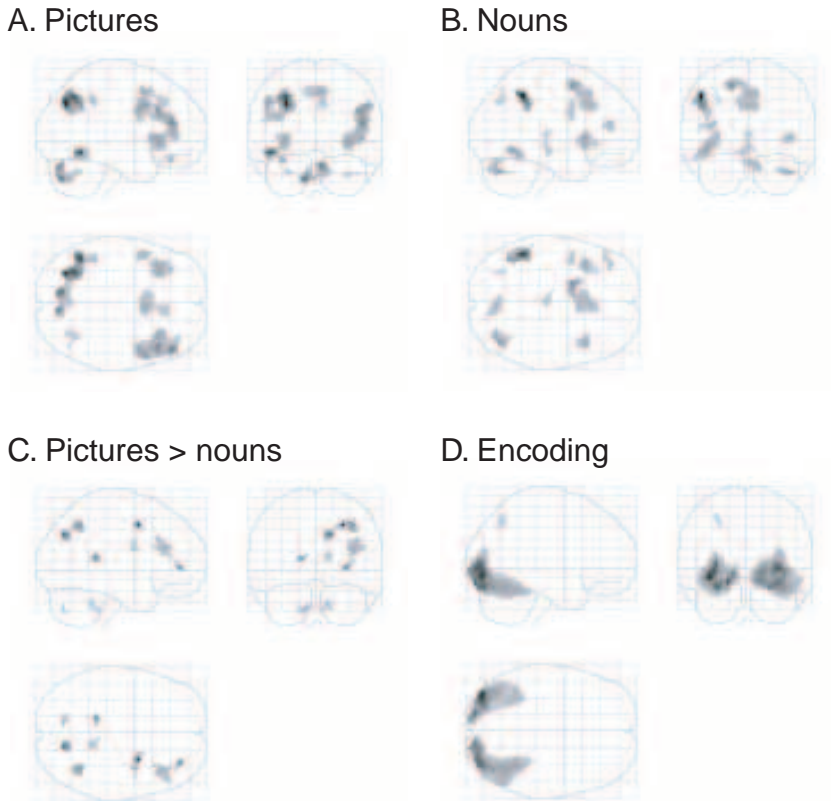 A. Pictures
B. Nouns
C. Pictures > nouns
D. Encoding